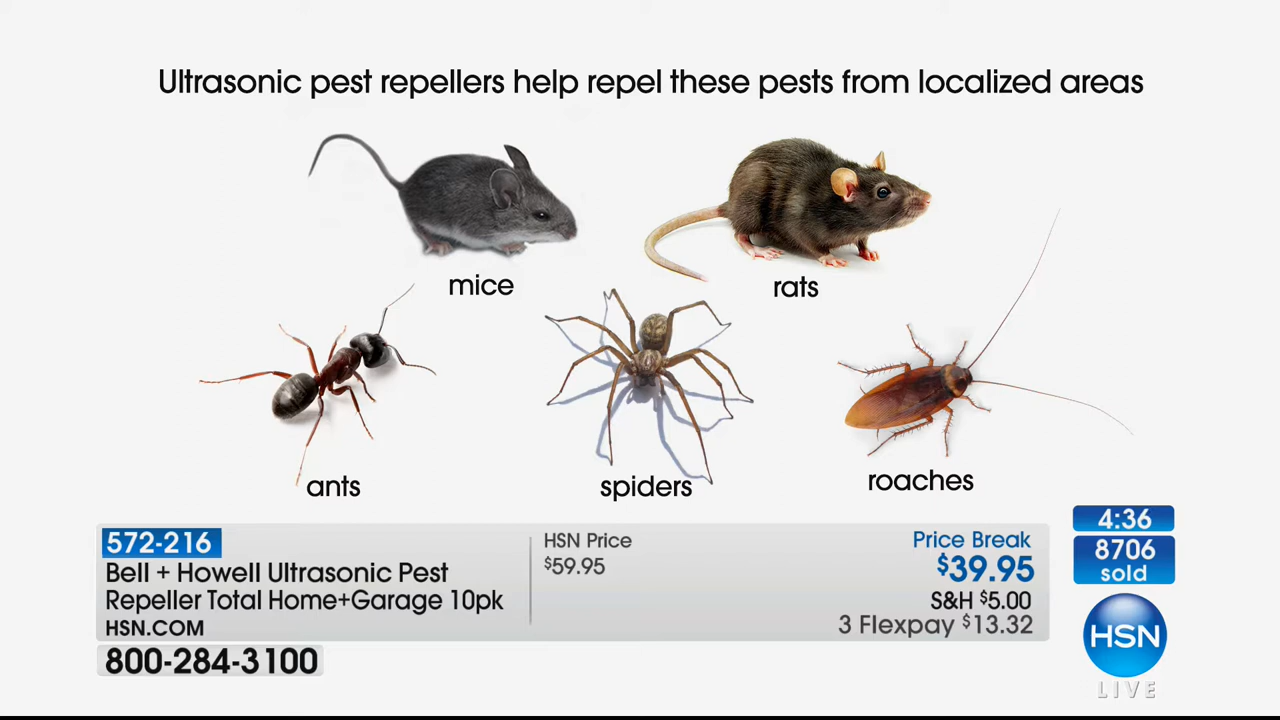 Ultrasonic pest repellers help repel these pests from localized areas
mice
rats
ants
spiders
roaches
572-216
Bell + Howell Ultrasonic Pest
Repeller Total Home+Garage 10pk
HSN.COM
800-284-3100
HSN Price
$59.95
Price Break
$39.95
S&H $5.00
3 Flexpay $13.32
4:36
8706
sold
HSN
LIVE